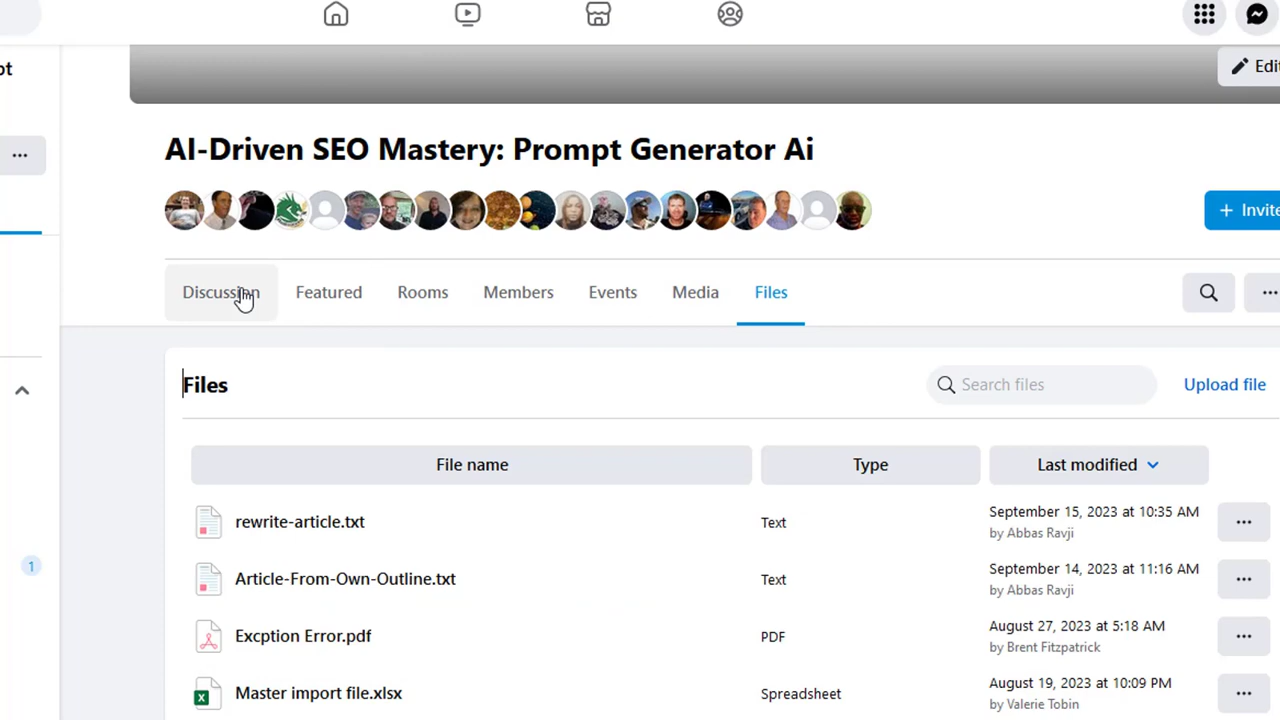 pt
Edit
AI-Driven SEO Mastery: Prompt Generator Ai
+ Invite
Discussion Featured Rooms Members Events Media Files
Files
Search files
Upload file
File name Type Last modified
rewrite-article.txt Text September 15, 2023 at 10:35 AM
by Abbas Ravji
Article-From-Own-Outline.txt Text September 14, 2023 at 11:16 AM
by Abbas Ravji
1
Excption Error.pdf PDF August 27, 2023 at 5:18 AM
by Brent Fitzpatrick
Master import file.xlsx Spreadsheet August 19, 2023 at 10:09 PM
by Valerie Tobin